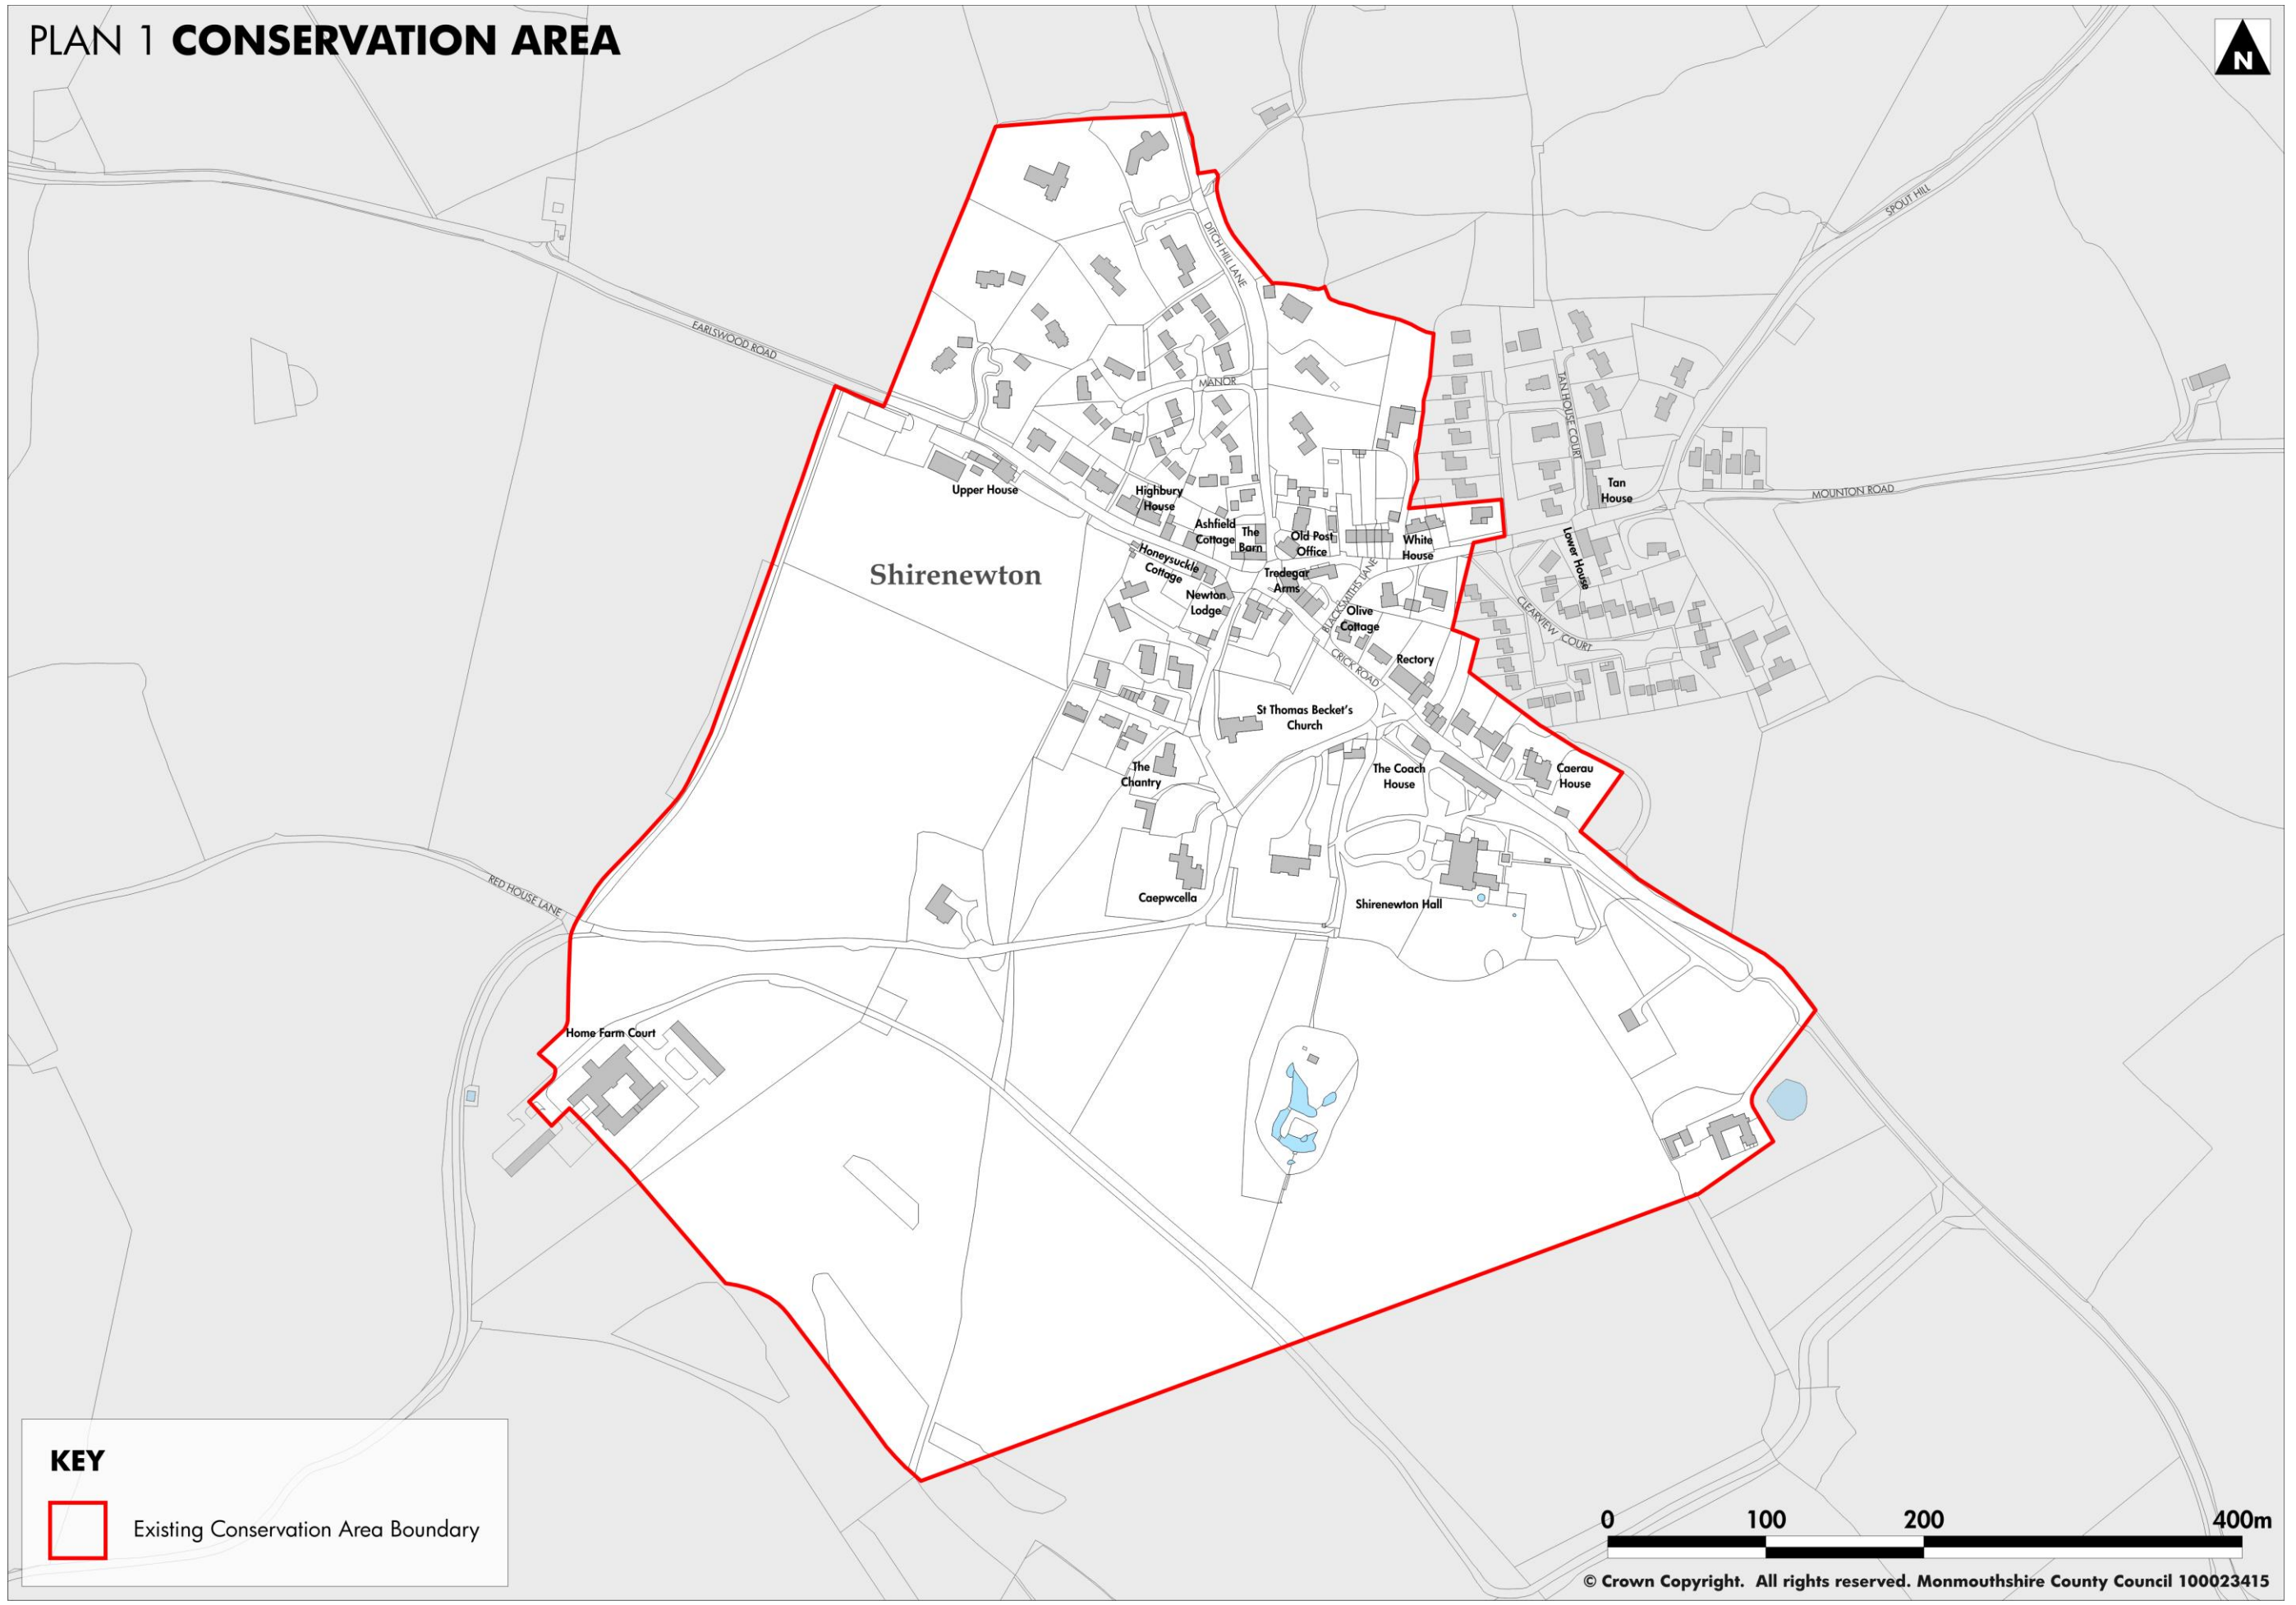 PLAN 1 CONSERVATION AREA
N
SPOUT HILL
DITCH HILL LANE
EARLSWOOD ROAD
MANOR
TAN HOUSE COURT
Upper House
Highbury
House
Tan
House
MOUNTON ROAD
Ashfield
Cottage
The
Barn
Old Post
Office
White
House
Lower House
Honeysuckle
Cottage
Shirenewton
Tredegar
Arms
BLACKSMITHS LANE
Newton
Lodge
Olive
Cottage
CLEARVIEW COURT
CRICK ROAD
Rectory
St Thomas Becket's
Church
The
Chantry
The Coach
House
Caerau
House
RED HOUSE LANE
Caepwcella
Shirenewton Hall
Home Farm Court
KEY
Existing Conservation Area Boundary
0 100 200 400m
© Crown Copyright. All rights reserved. Monmouthshire County Council 100023415